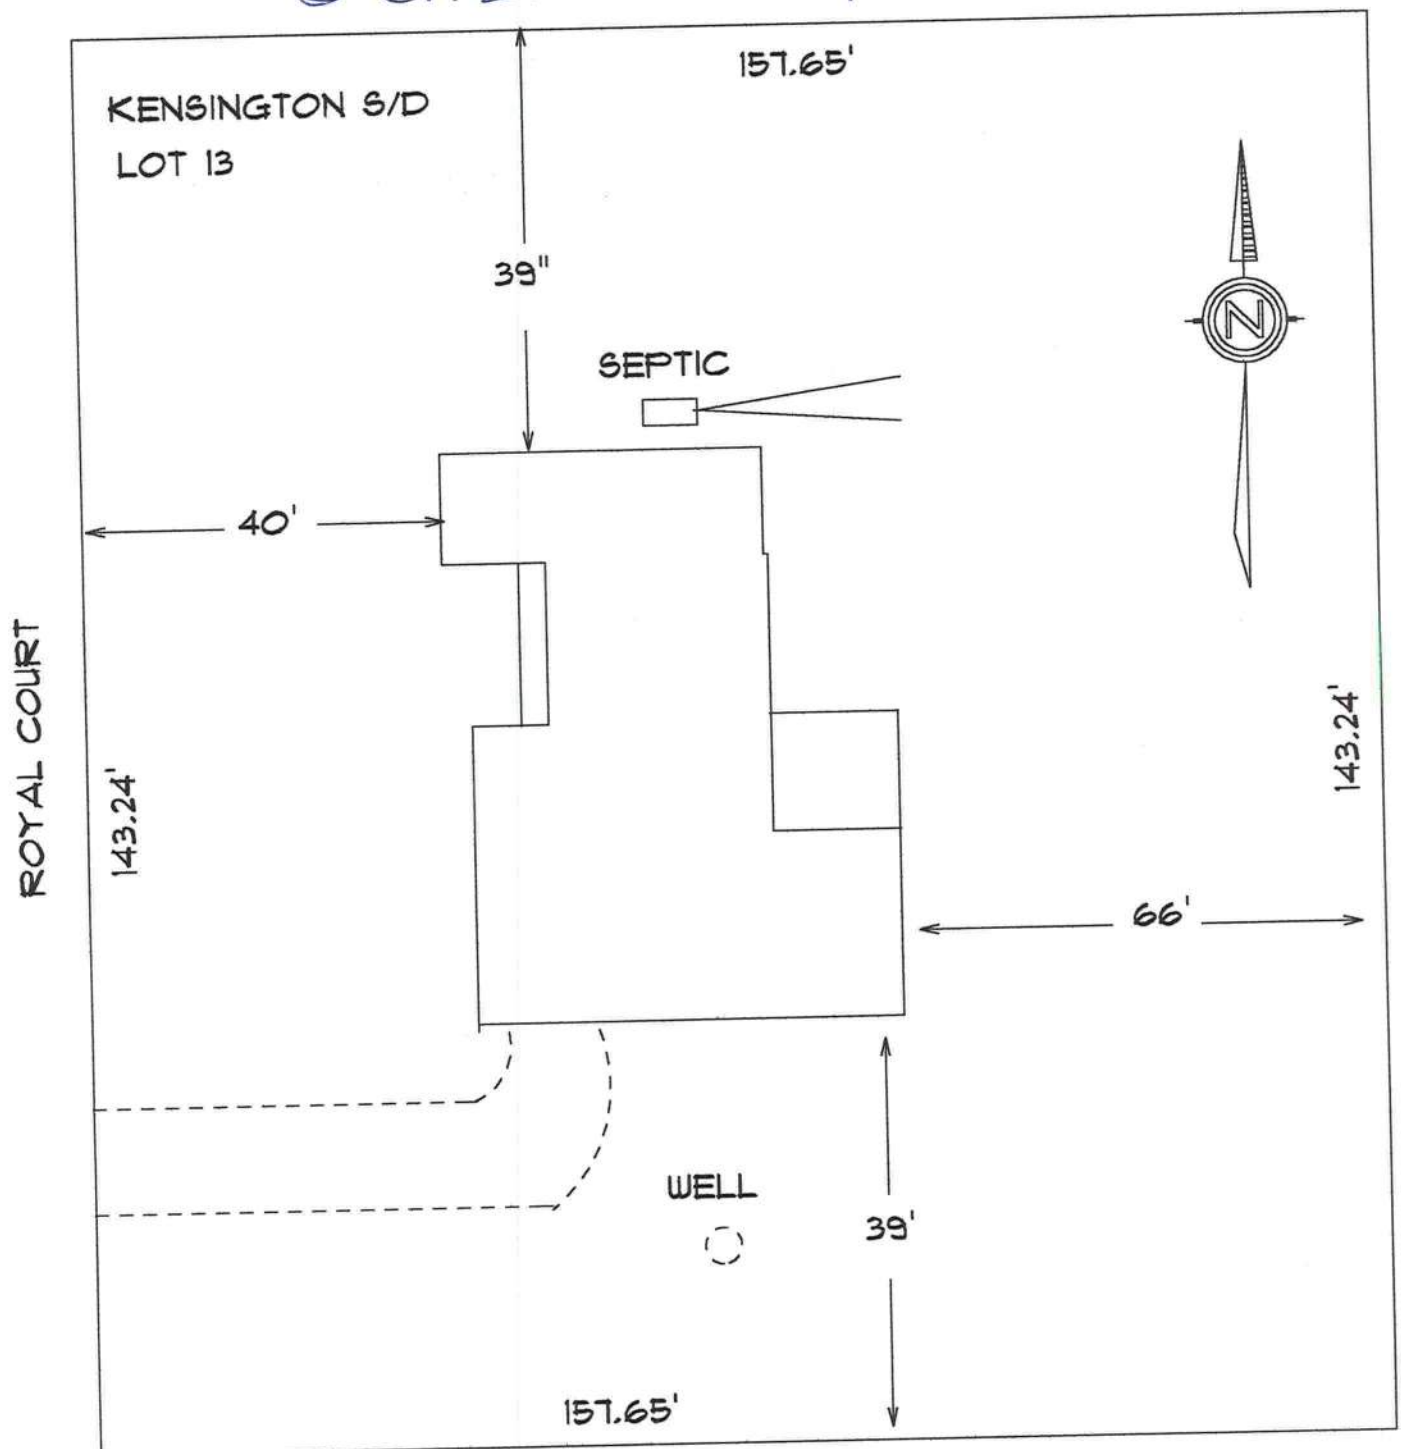 157.65'
KENSINGTON S/D
LOT 13
39"
SEPTIC
N
40'
ROYAL COURT
143.24'
143.24'
66'
WELL
39'
157.65'